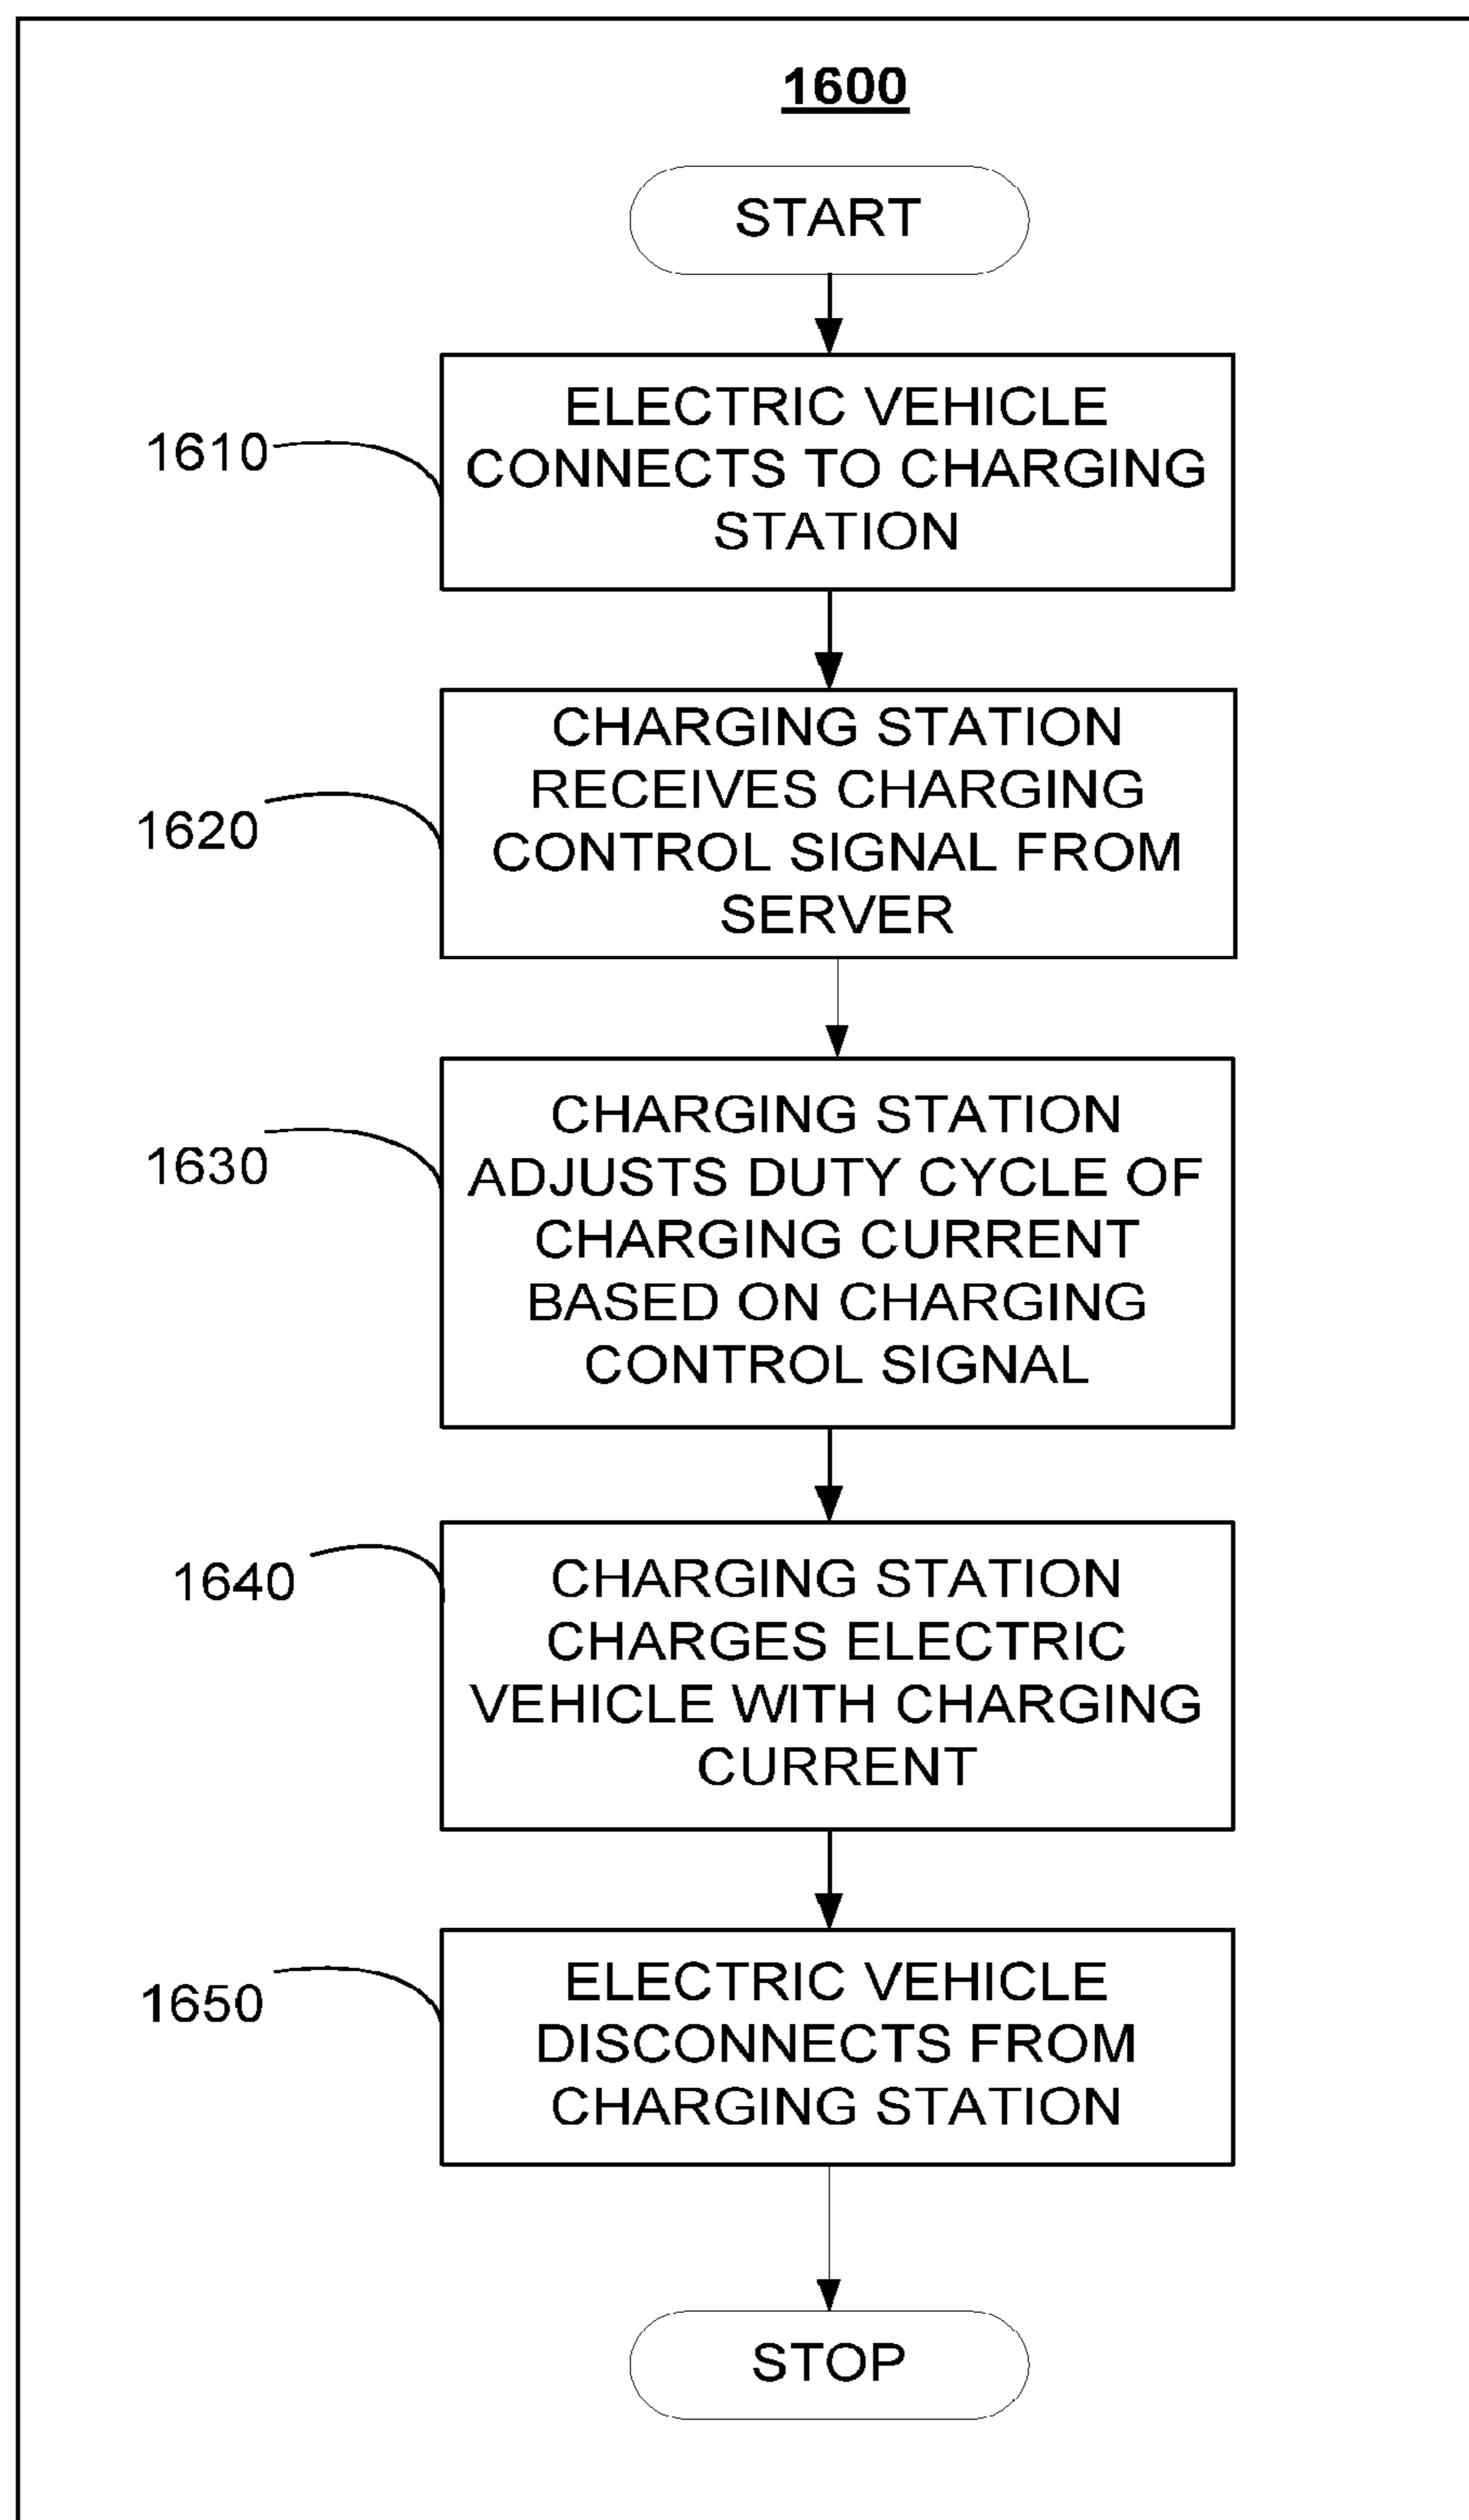 1600
START
1610
ELECTRIC VEHICLE
CONNECTS TO CHARGING
STATION
1620
CHARGING STATION
RECEIVES CHARGING
CONTROL SIGNAL FROM
SERVER
1630
CHARGING STATION
ADJUSTS DUTY CYCLE OF
CHARGING CURRENT
BASED ON CHARGING
CONTROL SIGNAL
1640
CHARGING STATION
CHARGES ELECTRIC
VEHICLE WITH CHARGING
CURRENT
1650
ELECTRIC VEHICLE
DISCONNECTS FROM
CHARGING STATION
STOP